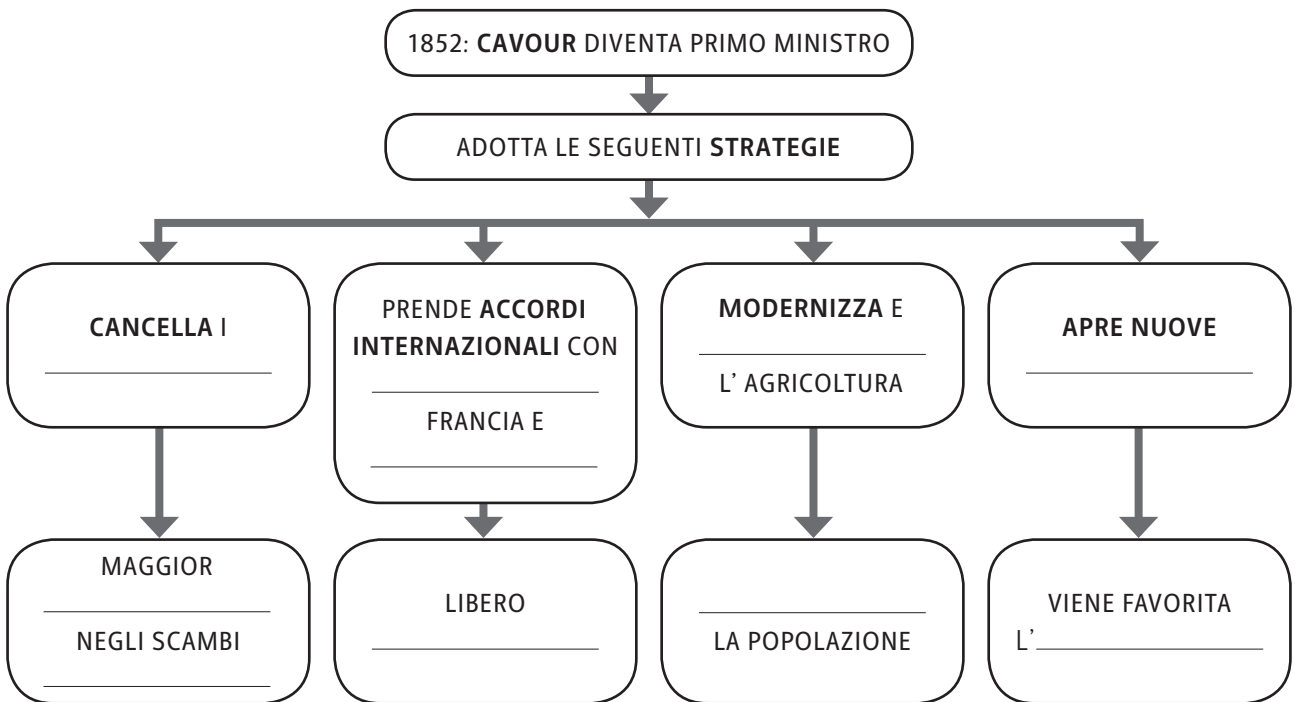 1852: CAVOUR DIVENTA PRIMO MINISTRO
ADOTTA LE SEGUENTI STRATEGIE
CANCELLA I
PRENDE ACCORDI
INTERNAZIONALI CON
FRANCIA E
MODERNIZZA E
L' AGRICOLTURA
APRE NUOVE
MAGGIOR
NEGLI SCAMBI
LIBERO
LA POPOLAZIONE
VIENE FAVORITA
L'